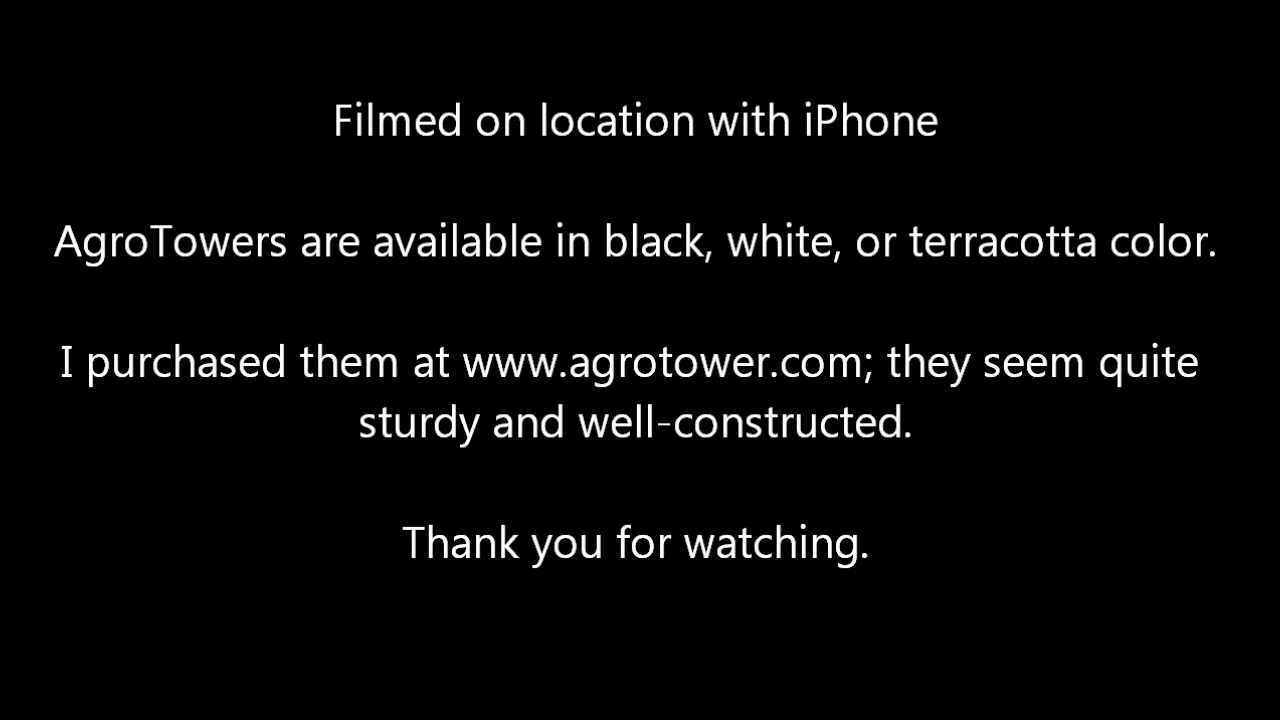 Filmed on location with iPhone
AgroTowers are available in black, white, or terracotta color.
I purchased them at www.agrotower.com; they seem quite
sturdy and well-constructed.
Thank you for watching.